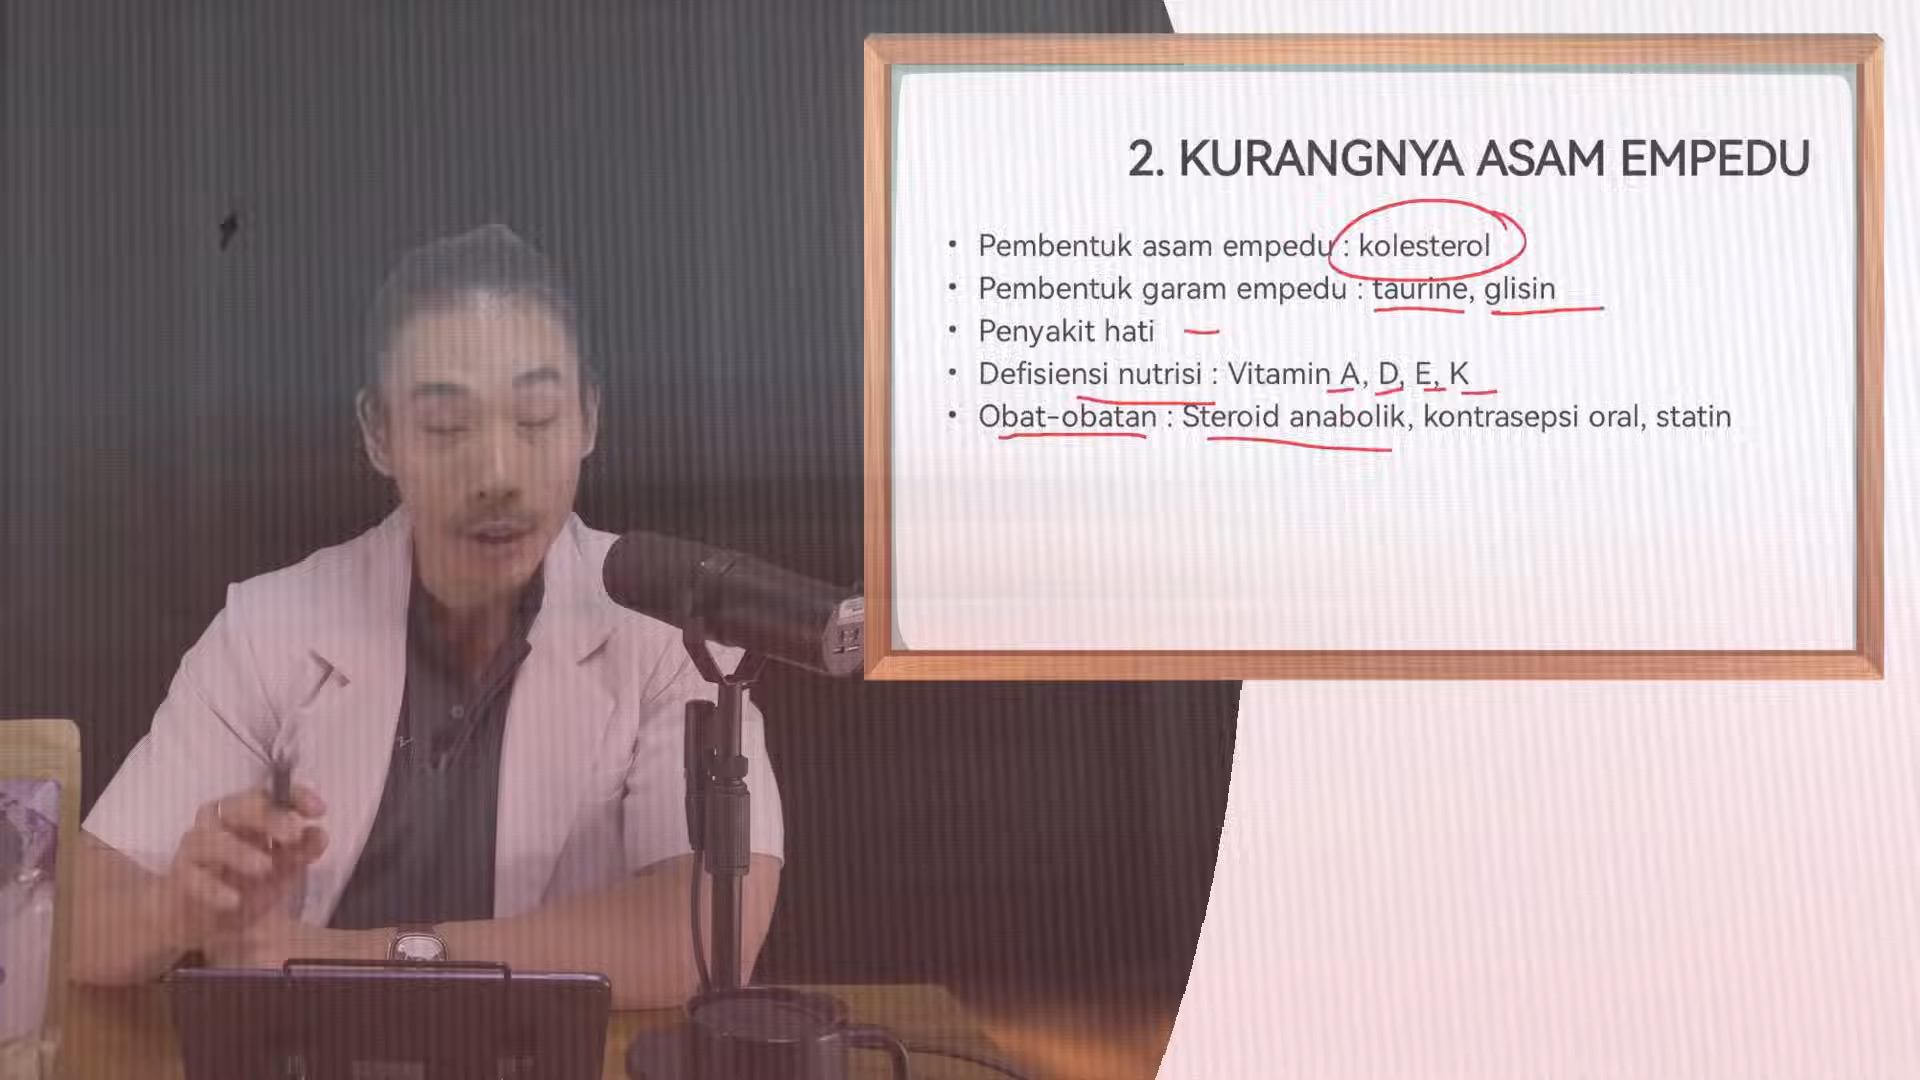 2. KURANGNYA ASAM EMPEDU
• Pembentuk asam empedu : kolesterol
• Pembentuk garam empedu : taurine, glisin
• Penyakit hati
• Defisiensi nutrisi : Vitamin A, D, E, K
• Obat-obatan : Steroid anabolik, kontrasepsi oral, statin